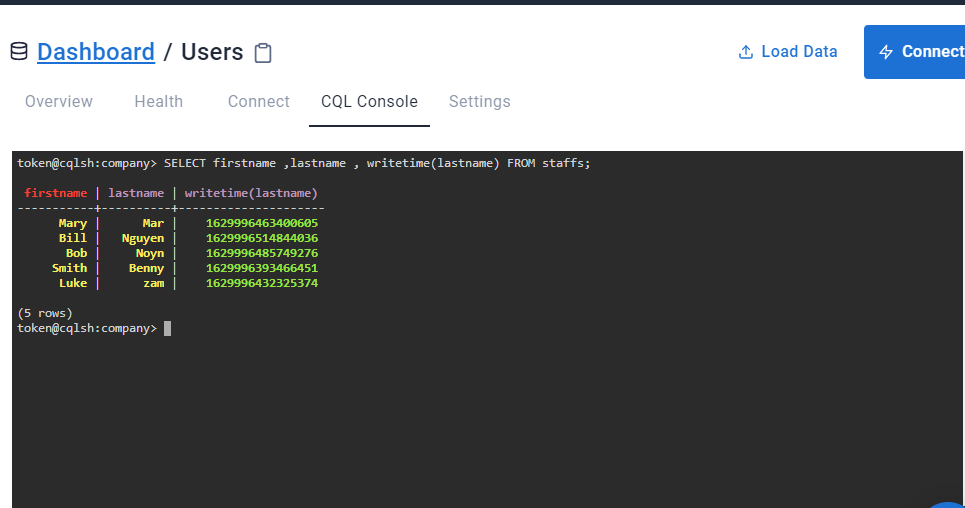 Dashboard / Users
Load Data
Connect
Overview Health Connect CQL Console Settings
token@cqlsh:company> SELECT firstname ,lastname , writetime(lastname) FROM staffs;
firstname | lastname | writetime(lastname)
-----------+----------+---------------------
Mary | Mar | 1629996463400605
Bill | Nguyen | 1629996514844036
Bob | Noyn | 1629996485749276
Smith | Benny | 1629996393466451
Luke | zam | 1629996432325374
(5 rows)
token@cqlsh:company>